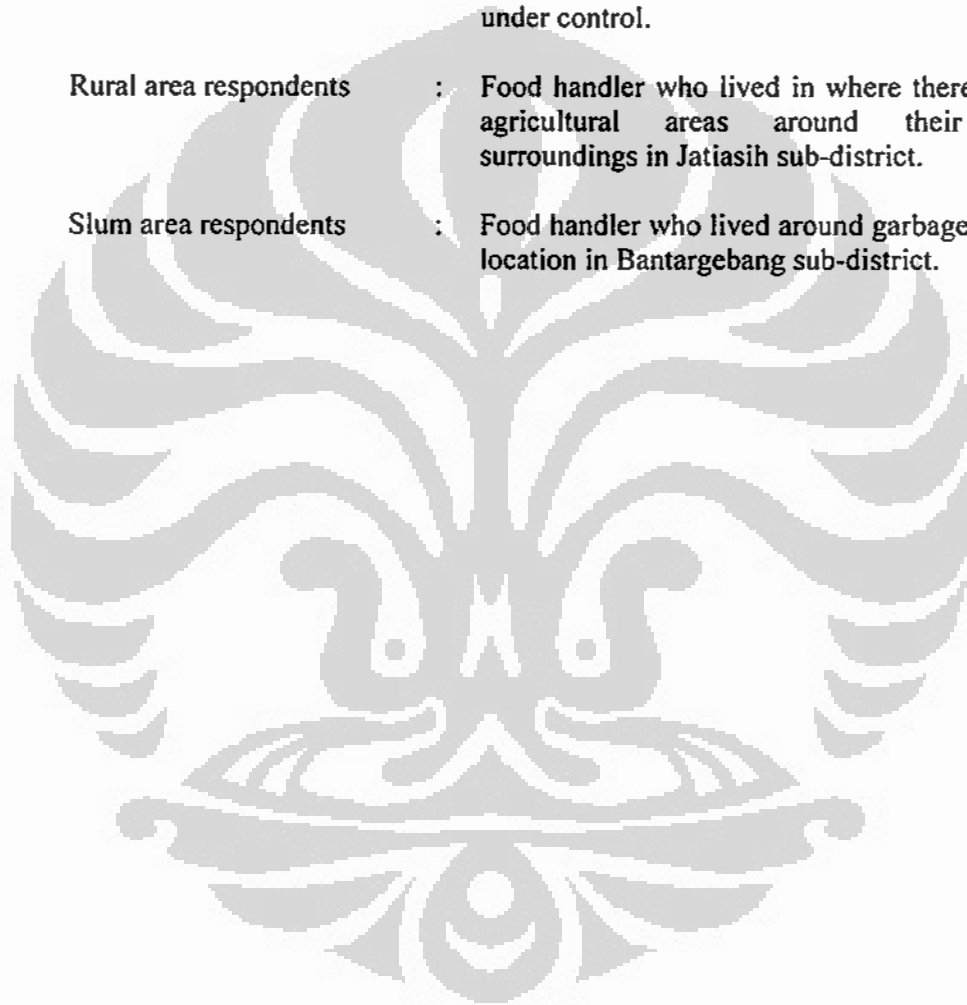 under control.
Rural area respondents : Food handler who lived in where there
agricultural areas around their
surroundings in Jatiasih sub-district.
Slum area respondents : Food handler who lived around garbage
location in Bantargebang sub-district.